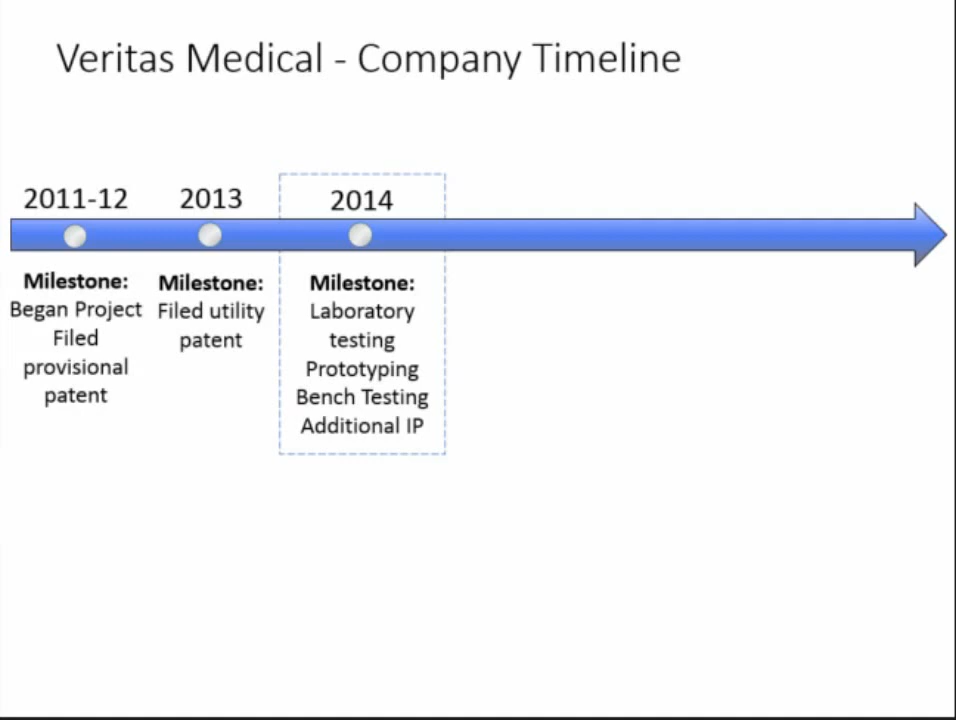 Veritas Medical - Company Timeline
2011-12
2013
2014
Milestone:
Began Project
Filed
provisional
patent
Milestone:
Filed utility
patent
Milestone:
Laboratory
testing
Prototyping
Bench Testing
Additional IP